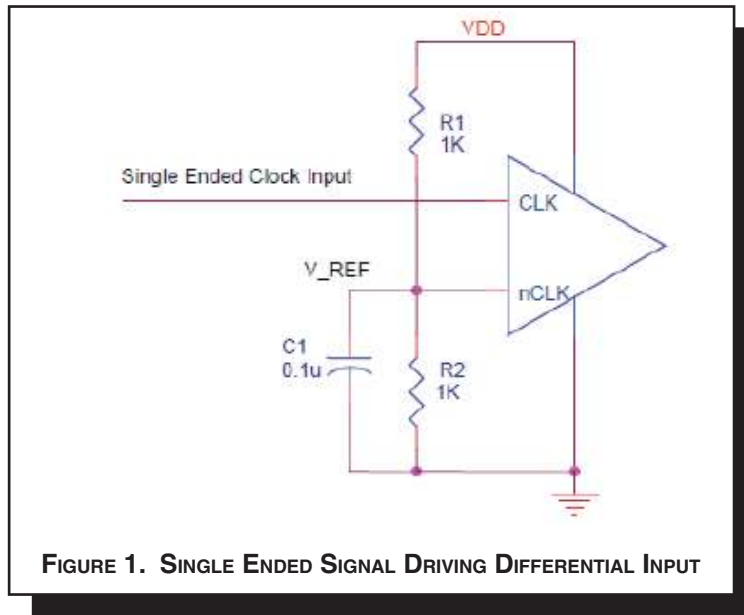 VDD
R1
1K
Single Ended Clock Input
CLK
V_REF
nCLK
C1
0.1u
R2
1K
FIGURE 1. SINGLE ENDED SIGNAL DRIVING DIFFERENTIAL INPUT